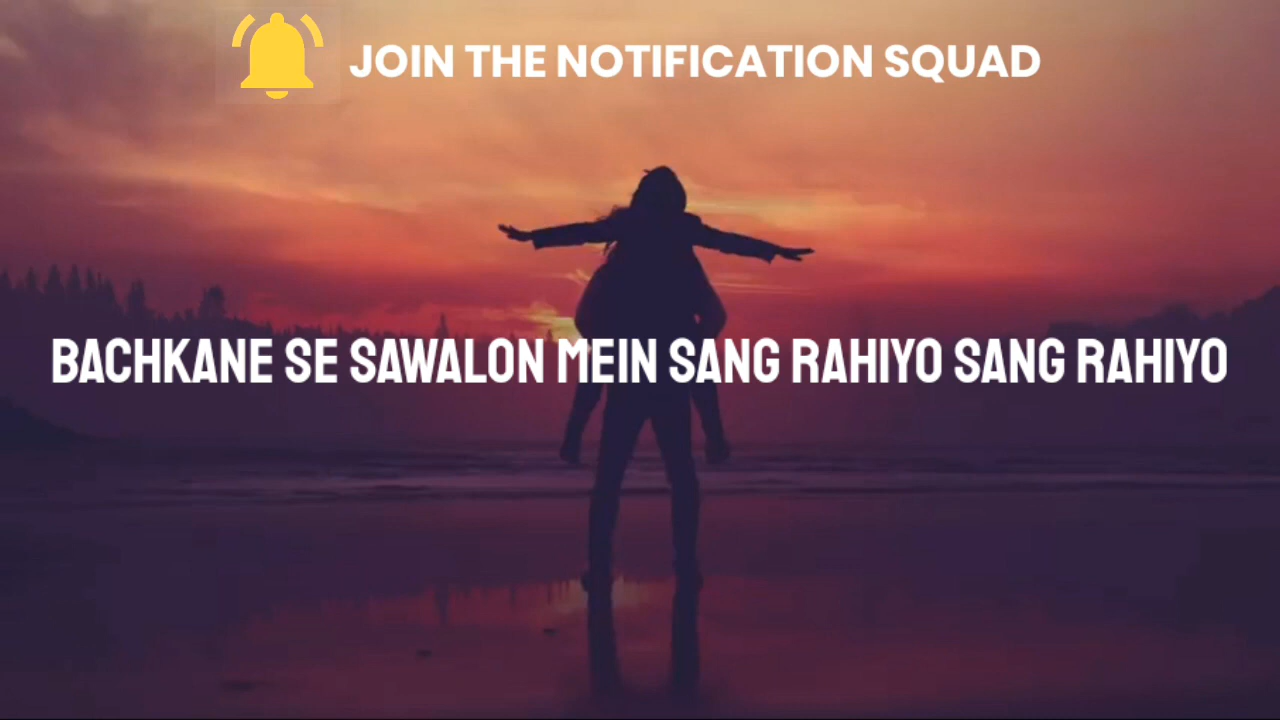 JOIN THE NOTIFICATION SQUAD
BACHKANE SE SAWALON MEIN SANG RAHIYO SANG RAHIYO